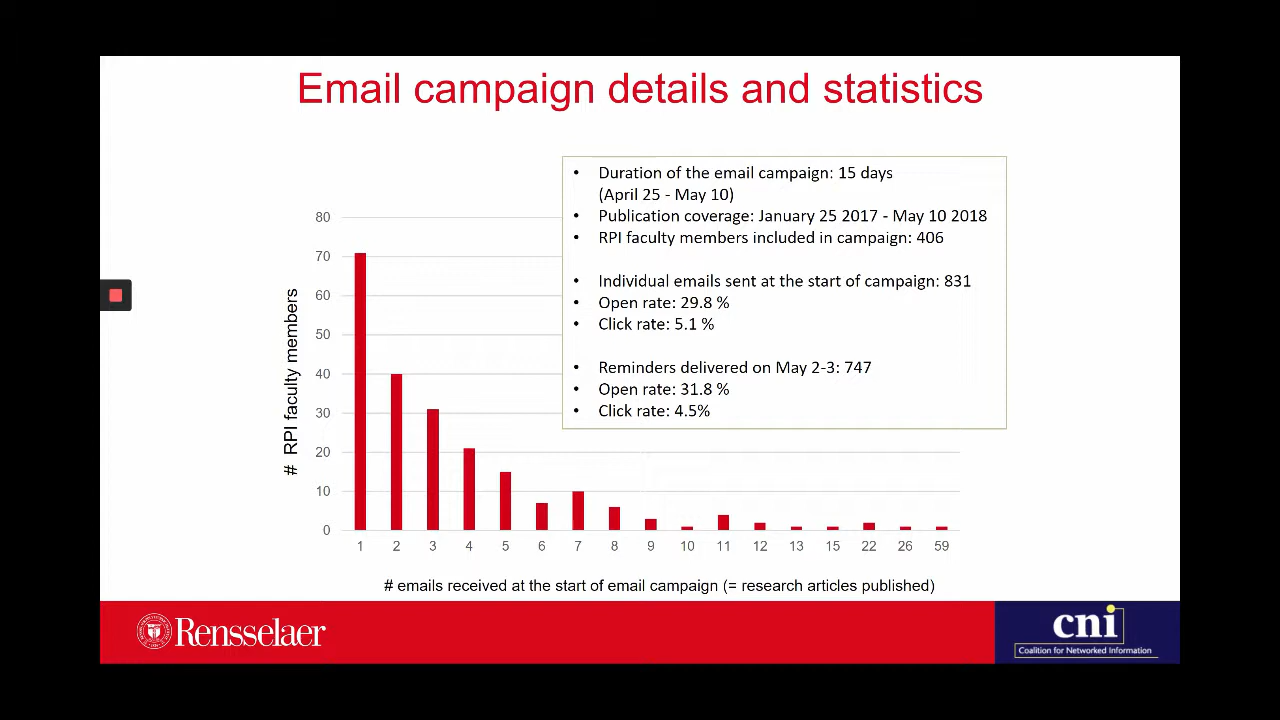 Email campaign details and statistics
• Duration of the email campaign: 15 days
(April 25 - May 10)
• Publication coverage: January 25 2017 - May 10 2018
• RPI faculty members included in campaign: 406
• Individual emails sent at the start of campaign: 831
• Open rate: 29.8 %
• Click rate: 5.1 %
• Reminders delivered on May 2-3: 747
• Open rate: 31.8 %
• Click rate: 4.5%
# RPI faculty members
80
70
60
50
40
30
20
10
0
1 2 3 4 5 6 7 8 9 10 11 12 13 15 22 26 59
# emails received at the start of email campaign (= research articles published)
Rensselaer
cni
Coalition for Networked Information